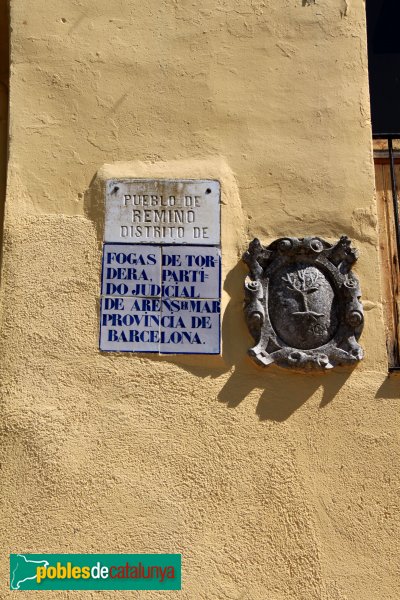 PUEBLO DE
REMINO
DISTRITO DE
FOGAS DE TOR-
DERA, PARTI-
DO JUDICIAL
DE AREÑS DE MAR
PROVINCIA DE
BARCELONA.
poblesdecatalunya